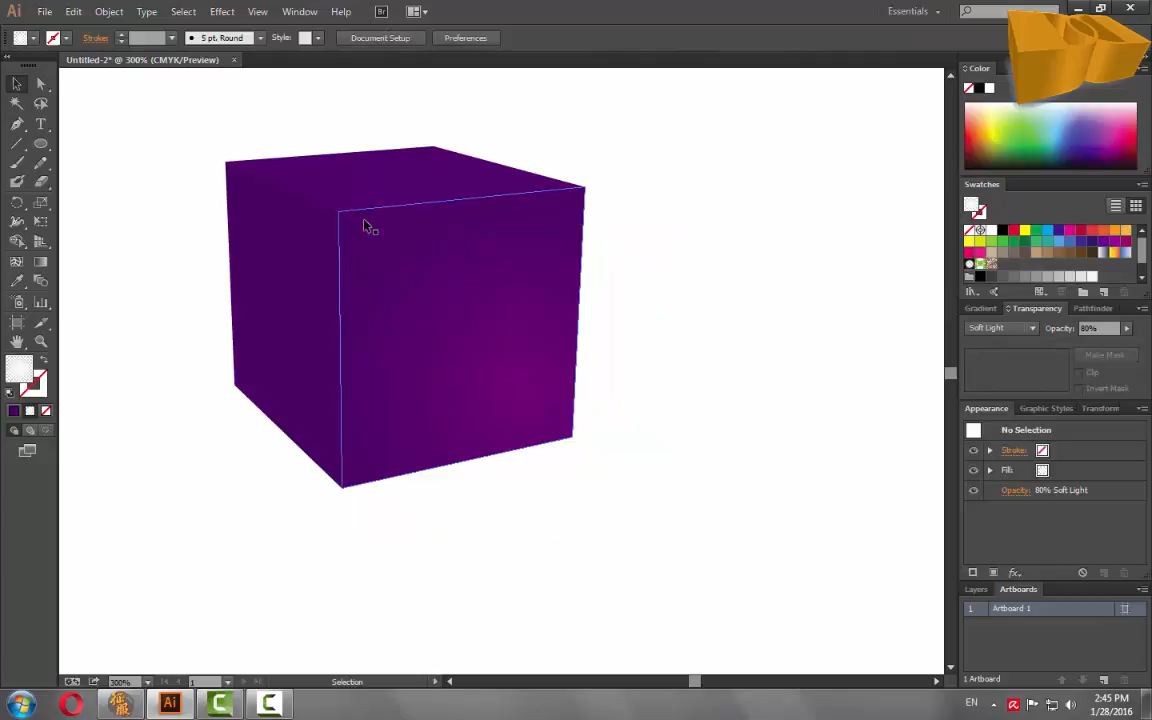 Ai File Edit Object Type Select Effect View Window Help Br Essentials
Strokes 5 pt. Round Style: Document Setup Preferences
Untitled-2* @ 300% (CMYK/Preview) ×
Color
Swatches
Gradient Transparency Pathfinder
Soft Light Opacity: 80%
Make Mask
Clip
Invert Mask
Appearance Graphic Styles Transform
No Selection
Stroke:
Fill:
Opacity: 80% Soft Light
fx
Layers Artboards
1 Artboard 1
1 Artboard
300% 1 Selection
Ai C C EN 2:45 PM
1/28/2016